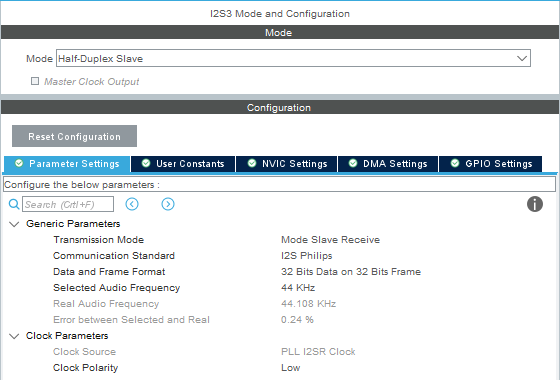 I2S3 Mode and Configuration
Mode
Mode Half-Duplex Slave
Master Clock Output
Configuration
Reset Configuration
Parameter Settings User Constants NVIC Settings DMA Settings GPIO Settings
Configure the below parameters :
Search (Crtl+F)
Generic Parameters
Transmission Mode Mode Slave Receive
Communication Standard I2S Philips
Data and Frame Format 32 Bits Data on 32 Bits Frame
Selected Audio Frequency 44 KHz
Real Audio Frequency 44.108 KHz
Error between Selected and Real 0.24 %
Clock Parameters
Clock Source PLL I2SR Clock
Clock Polarity Low